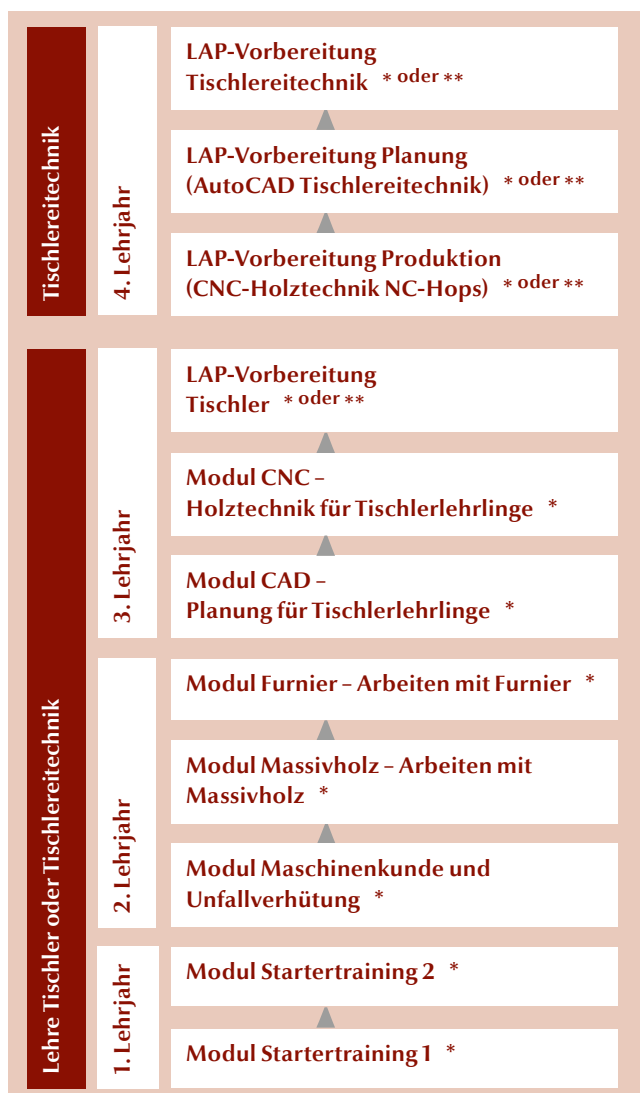 Tischlereitechnik
4. Lehrjahr
LAP-Vorbereitung
Tischlereitechnik * oder **
LAP-Vorbereitung Planung
(AutoCAD Tischlereitechnik) * oder **
LAP-Vorbereitung Produktion
(CNC-Holztechnik NC-Hops) * oder **
Lehre Tischler oder Tischlereitechnik
3. Lehrjahr
LAP-Vorbereitung
Tischler * oder **
Modul CNC –
Holztechnik für Tischlerlehrlinge *
Modul CAD –
Planung für Tischlerlehrlinge *
2. Lehrjahr
Modul Furnier – Arbeiten mit Furnier *
Modul Massivholz – Arbeiten mit
Massivholz *
Modul Maschinenkunde und
Unfallverhütung *
1. Lehrjahr
Modul Startertraining 2 *
Modul Startertraining 1 *